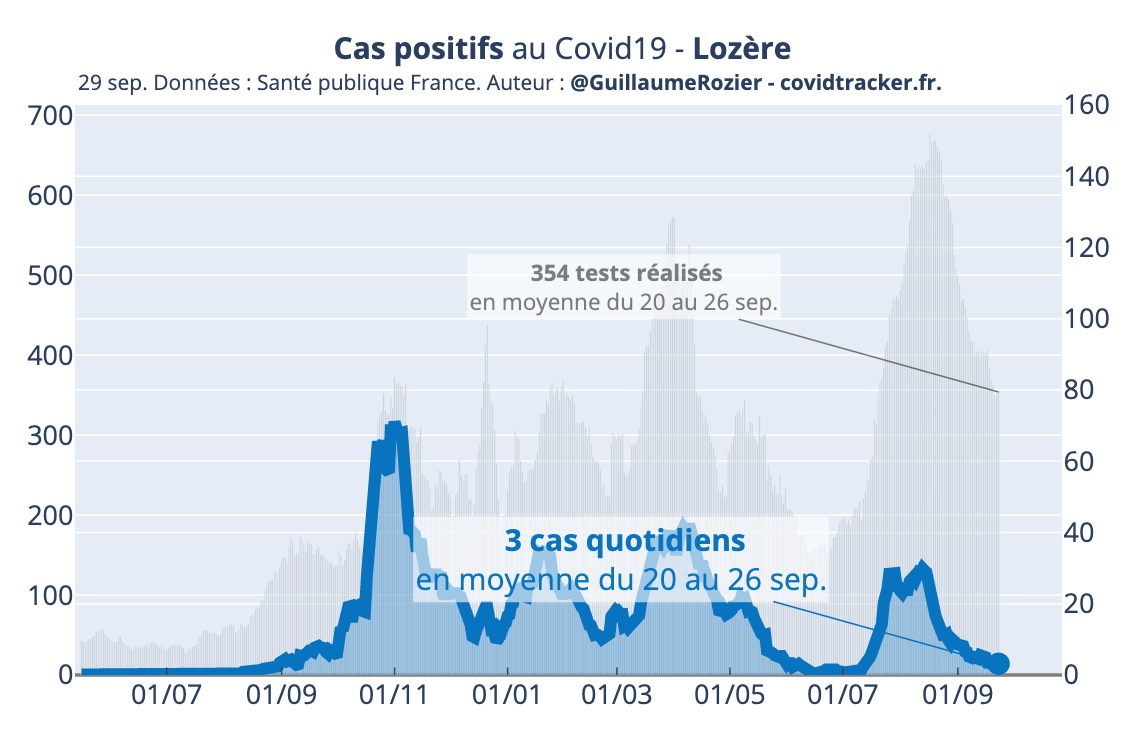 Cas positifs au Covid19 - Lozère
29 sep. Données : Santé publique France. Auteur : @GuillaumeRozier - covidtracker.fr.
700
600
500
400
300
200
100
0
160
140
120
100
80
60
40
20
0
354 tests réalisés
en moyenne du 20 au 26 sep.
3 cas quotidiens
en moyenne du 20 au 26 sep.
01/07 01/09 01/11 01/01 01/03 01/05 01/07 01/09